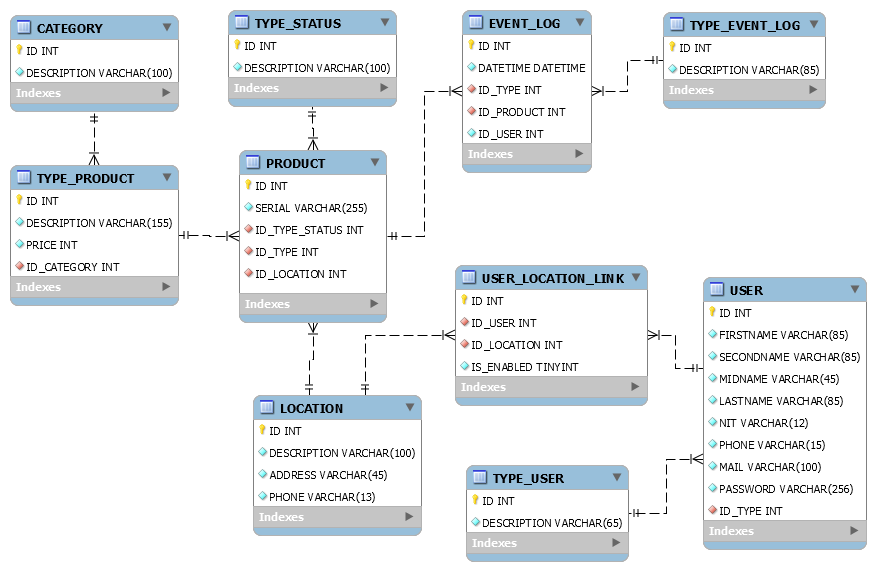 CATEGORY
ID INT
DESCRIPTION VARCHAR(100)
Indexes
TYPE_STATUS
ID INT
DESCRIPTION VARCHAR(100)
Indexes
EVENT_LOG
ID INT
DATETIME DATETIME
ID_TYPE INT
ID_PRODUCT INT
ID_USER INT
Indexes
TYPE_EVENT_LOG
ID INT
DESCRIPTION VARCHAR(85)
Indexes
TYPE_PRODUCT
ID INT
DESCRIPTION VARCHAR(155)
PRICE INT
ID_CATEGORY INT
Indexes
PRODUCT
ID INT
SERIAL VARCHAR(255)
ID_TYPE_STATUS INT
ID_TYPE INT
ID_LOCATION INT
Indexes
USER_LOCATION_LINK
ID INT
ID_USER INT
ID_LOCATION INT
IS_ENABLED TINYINT
Indexes
USER
ID INT
FIRSTNAME VARCHAR(85)
SECONDNAME VARCHAR(85)
MIDNAME VARCHAR(45)
LASTNAME VARCHAR(85)
NIT VARCHAR(12)
PHONE VARCHAR(15)
MAIL VARCHAR(100)
PASSWORD VARCHAR(256)
ID_TYPE INT
Indexes
LOCATION
ID INT
DESCRIPTION VARCHAR(100)
ADDRESS VARCHAR(45)
PHONE VARCHAR(13)
Indexes
TYPE_USER
ID INT
DESCRIPTION VARCHAR(65)
Indexes